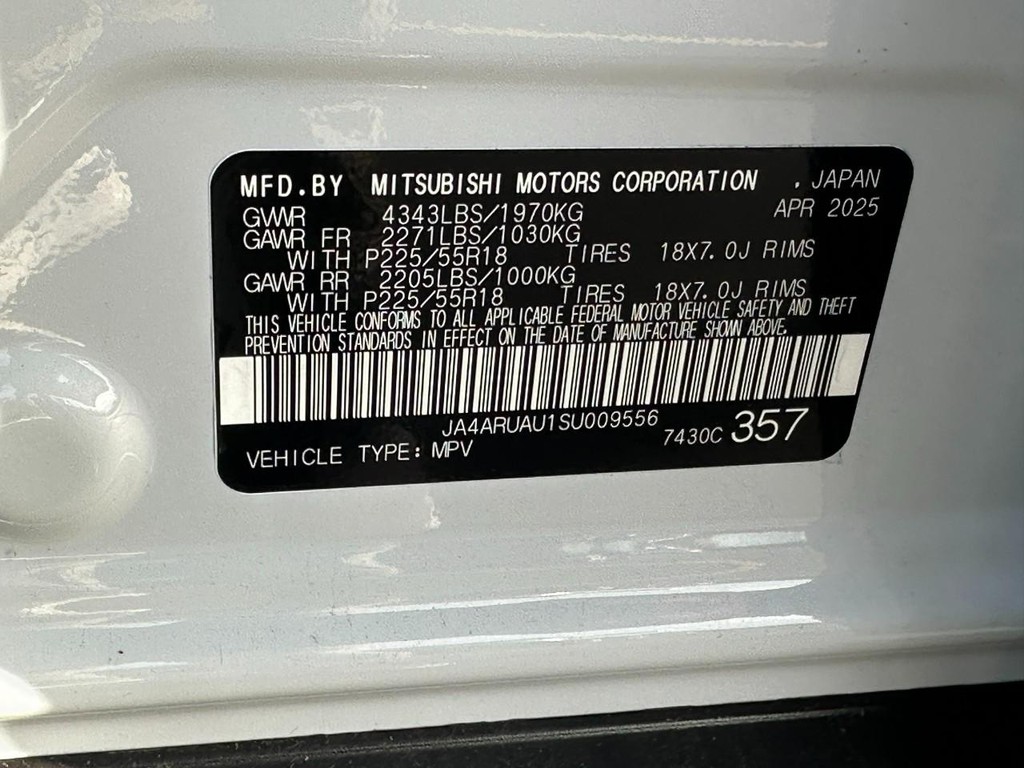 MFD.BY MITSUBISHI MOTORS CORPORATION , JAPAN
APR 2025
GVWR 4343LBS/1970KG
GAWR FR 2271LBS/1030KG
WITH P225/55R18 TIRES 18X7.0J RIMS
GAWR RR 2205LBS/1000KG
WITH P225/55R18 TIRES 18X7.0J RIMS
THIS VEHICLE CONFORMS TO ALL APPLICABLE FEDERAL MOTOR VEHICLE SAFETY AND THEFT
PREVENTION STANDARDS IN EFFECT ON THE DATE OF MANUFACTURE SHOWN ABOVE.
JA4ARUAU1SU009556
7430C 357
VEHICLE TYPE: MPV